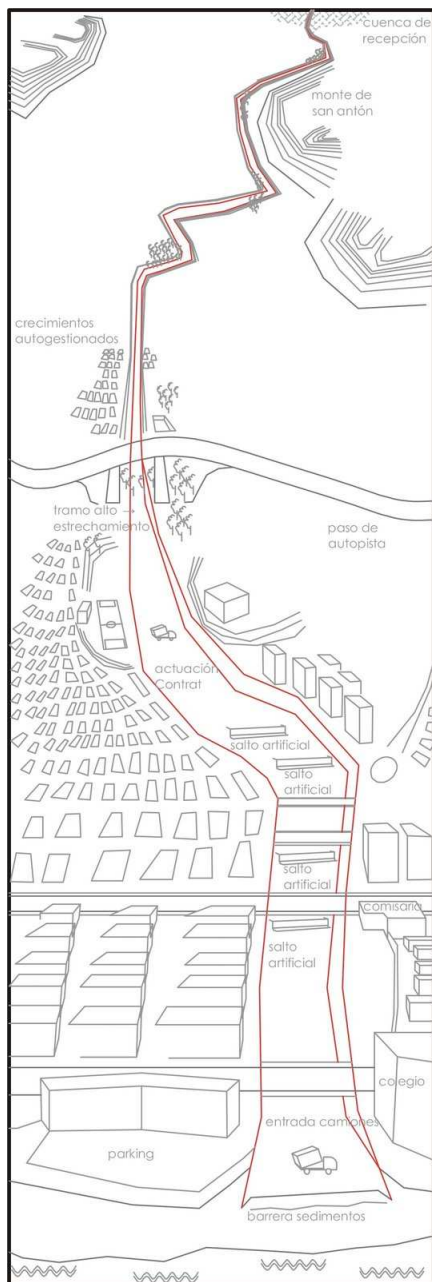 cuenca de
recepción
monte de
san antón
crecimientos
autogestionados
tramo alto →
estrechamiento
paso de
autopista
actuación
Contrat
salto artificial
salto
artificial
salto
artificial
comisaría
salto
artificial
colegio
entrada camiones
parking
barrera sedimentos